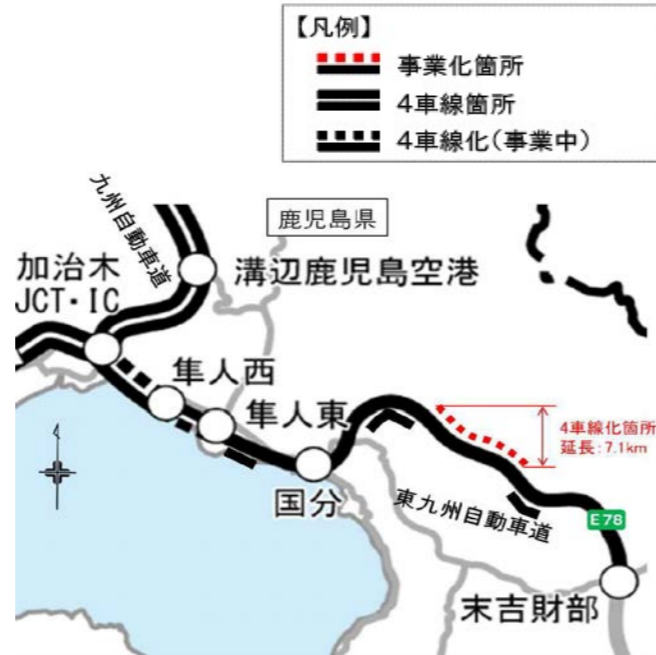 【凡例】
事業化箇所
4車線箇所
4車線化(事業中)
九州自動車道
鹿児島県
加治木
JCT・IC
溝辺鹿児島空港
隼人西
隼人東
4車線化箇所
延長:7.1km
国分
東九州自動車道
E78
末吉財部